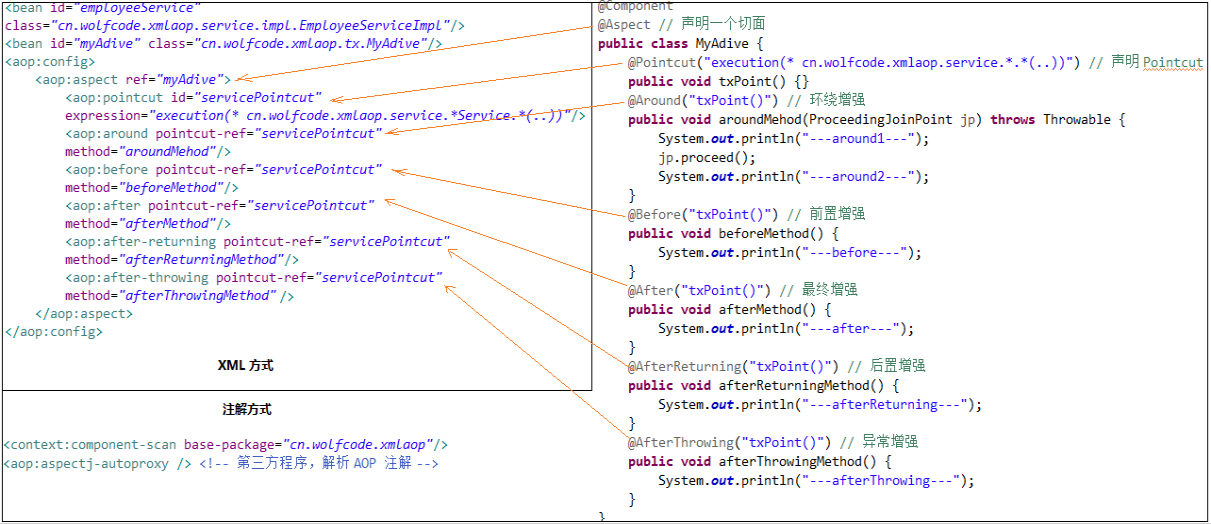 <bean id="employeeService"
class="cn.wolfcode.xmlaop.service.impl.EmployeeServiceImpl"/>
<bean id="myAdive" class="cn.wolfcode.xmlaop.tx.MyAdive"/>
<aop:config>
<aop:aspect ref="myAdive">
<aop:pointcut id="servicePointcut"
expression="execution(* cn.wolfcode.xmlaop.service.*Service.*(..))"/>
<aop:around pointcut-ref="servicePointcut"
method="aroundMehod"/>
<aop:before pointcut-ref="servicePointcut"
method="beforeMethod"/>
<aop:after pointcut-ref="servicePointcut"
method="afterMethod"/>
<aop:after-returning pointcut-ref="servicePointcut"
method="afterReturningMethod"/>
<aop:after-throwing pointcut-ref="servicePointcut"
method="afterThrowingMethod"/>
</aop:aspect>
</aop:config>
XML 方式
注解方式
<context:component-scan base-package="cn.wolfcode.xmlaop"/>
<aop:aspectj-autoproxy /> <!-- 第三方程序，解析 AOP 注解 -->
@Component
@Aspect // 声明一个切面
public class MyAdive {
@Pointcut("execution(* cn.wolfcode.xmlaop.service.*.*(..))") // 声明 Pointcut
public void txPoint() {}
@Around("txPoint()") // 环绕增强
public void aroundMehod(ProceedingJoinPoint jp) throws Throwable {
System.out.println("---around1---");
jp.proceed();
System.out.println("---around2---");
}
@Before("txPoint()") // 前置增强
public void beforeMethod() {
System.out.println("---before---");
}
@After("txPoint()") // 最终增强
public void afterMethod() {
System.out.println("---after---");
}
@AfterReturning("txPoint()") // 后置增强
public void afterReturningMethod() {
System.out.println("---afterReturning---");
}
@AfterThrowing("txPoint()") // 异常增强
public void afterThrowingMethod() {
System.out.println("---afterThrowing---");
}
}